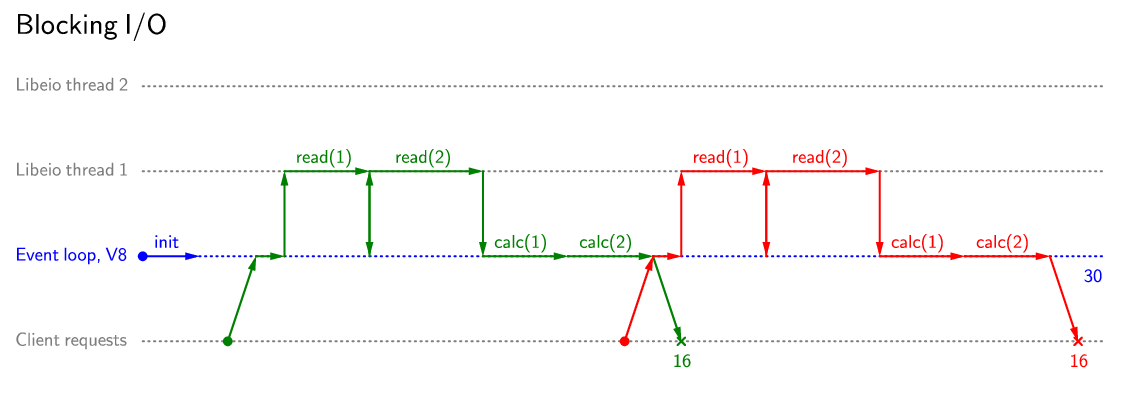 Blocking I/O
Libeio thread 2
Libeio thread 1
read(1) read(2) read(1) read(2)
Event loop, V8
init calc(1) calc(2) calc(1) calc(2)
30
Client requests
16 16